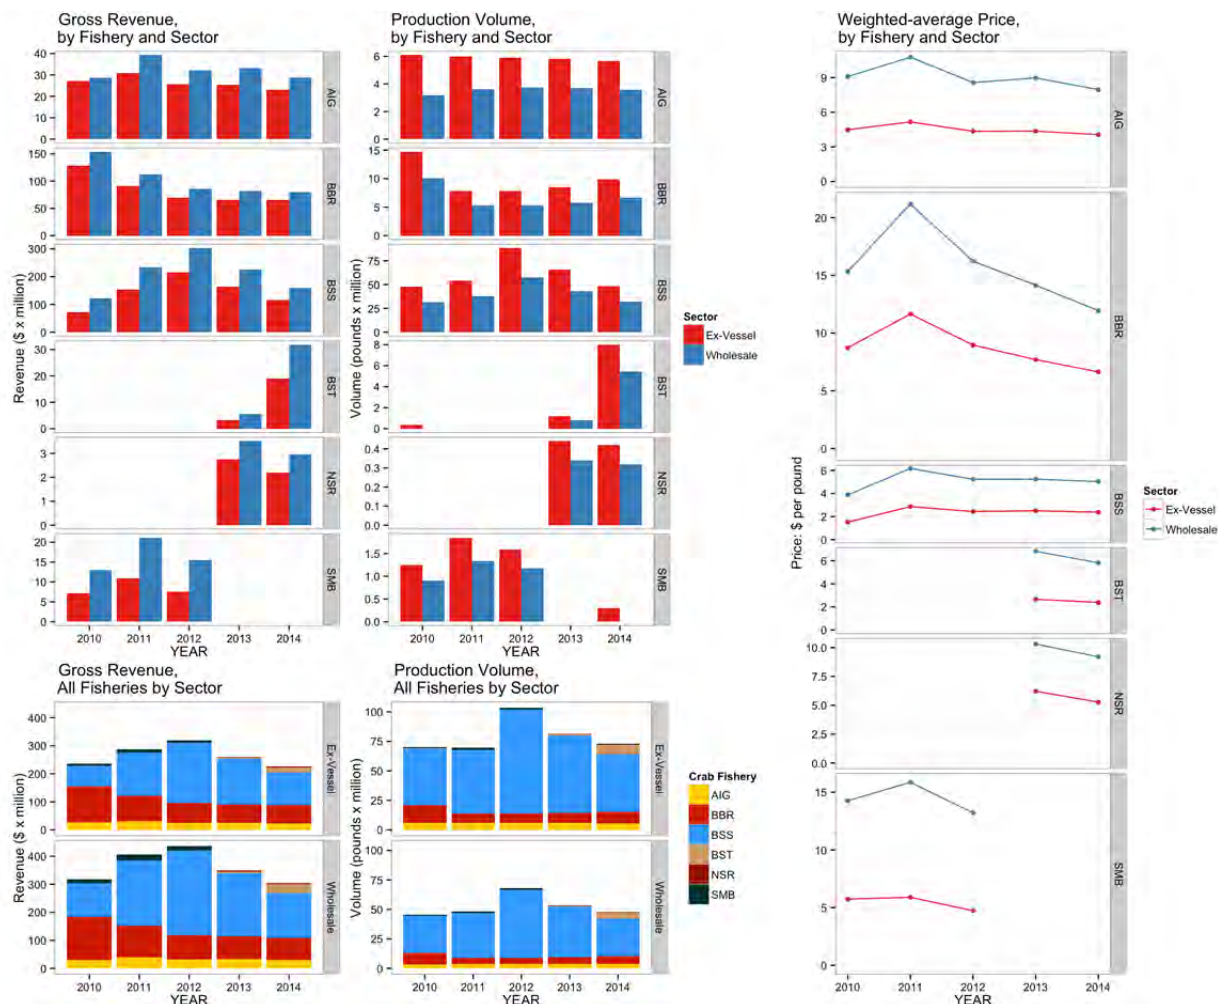 Gross Revenue,
by Fishery and Sector
40
30
20
10
0
AIG
150
100
50
0
BBR
300
200
100
0
BSS
30
20
10
0
BST
3
2
1
0
NSR
20
15
10
5
0
SMB
Revenue ($ x million)
2010 2011 2012 2013 2014
YEAR
Production Volume,
by Fishery and Sector
6
4
2
0
AIG
15
10
5
0
BBR
75
50
25
0
BSS
8
6
4
2
0
BST
0.4
0.3
0.2
0.1
0.0
NSR
1.5
1.0
0.5
0.0
SMB
Volume (pounds x million)
2010 2011 2012 2013 2014
YEAR
Sector
Ex-Vessel
Wholesale
Weighted-average Price,
by Fishery and Sector
9
6
3
0
AIG
20
15
10
5
0
BBR
6
4
2
0
BSS
6
4
2
0
BST
10.0
7.5
5.0
2.5
0.0
NSR
15
10
5
0
SMB
Price: $ per pound
2010 2011 2012 2013 2014
YEAR
Sector
Ex-Vessel
Wholesale
Gross Revenue,
All Fisheries by Sector
400
300
200
100
0
Ex-Vessel
400
300
200
100
0
Wholesale
Revenue ($ x million)
2010 2011 2012 2013 2014
YEAR
Production Volume,
All Fisheries by Sector
100
75
50
25
0
Ex-Vessel
100
75
50
25
0
Wholesale
Volume (pounds x million)
2010 2011 2012 2013 2014
YEAR
Crab Fishery
AIG
BBR
BSS
BST
NSR
SMB